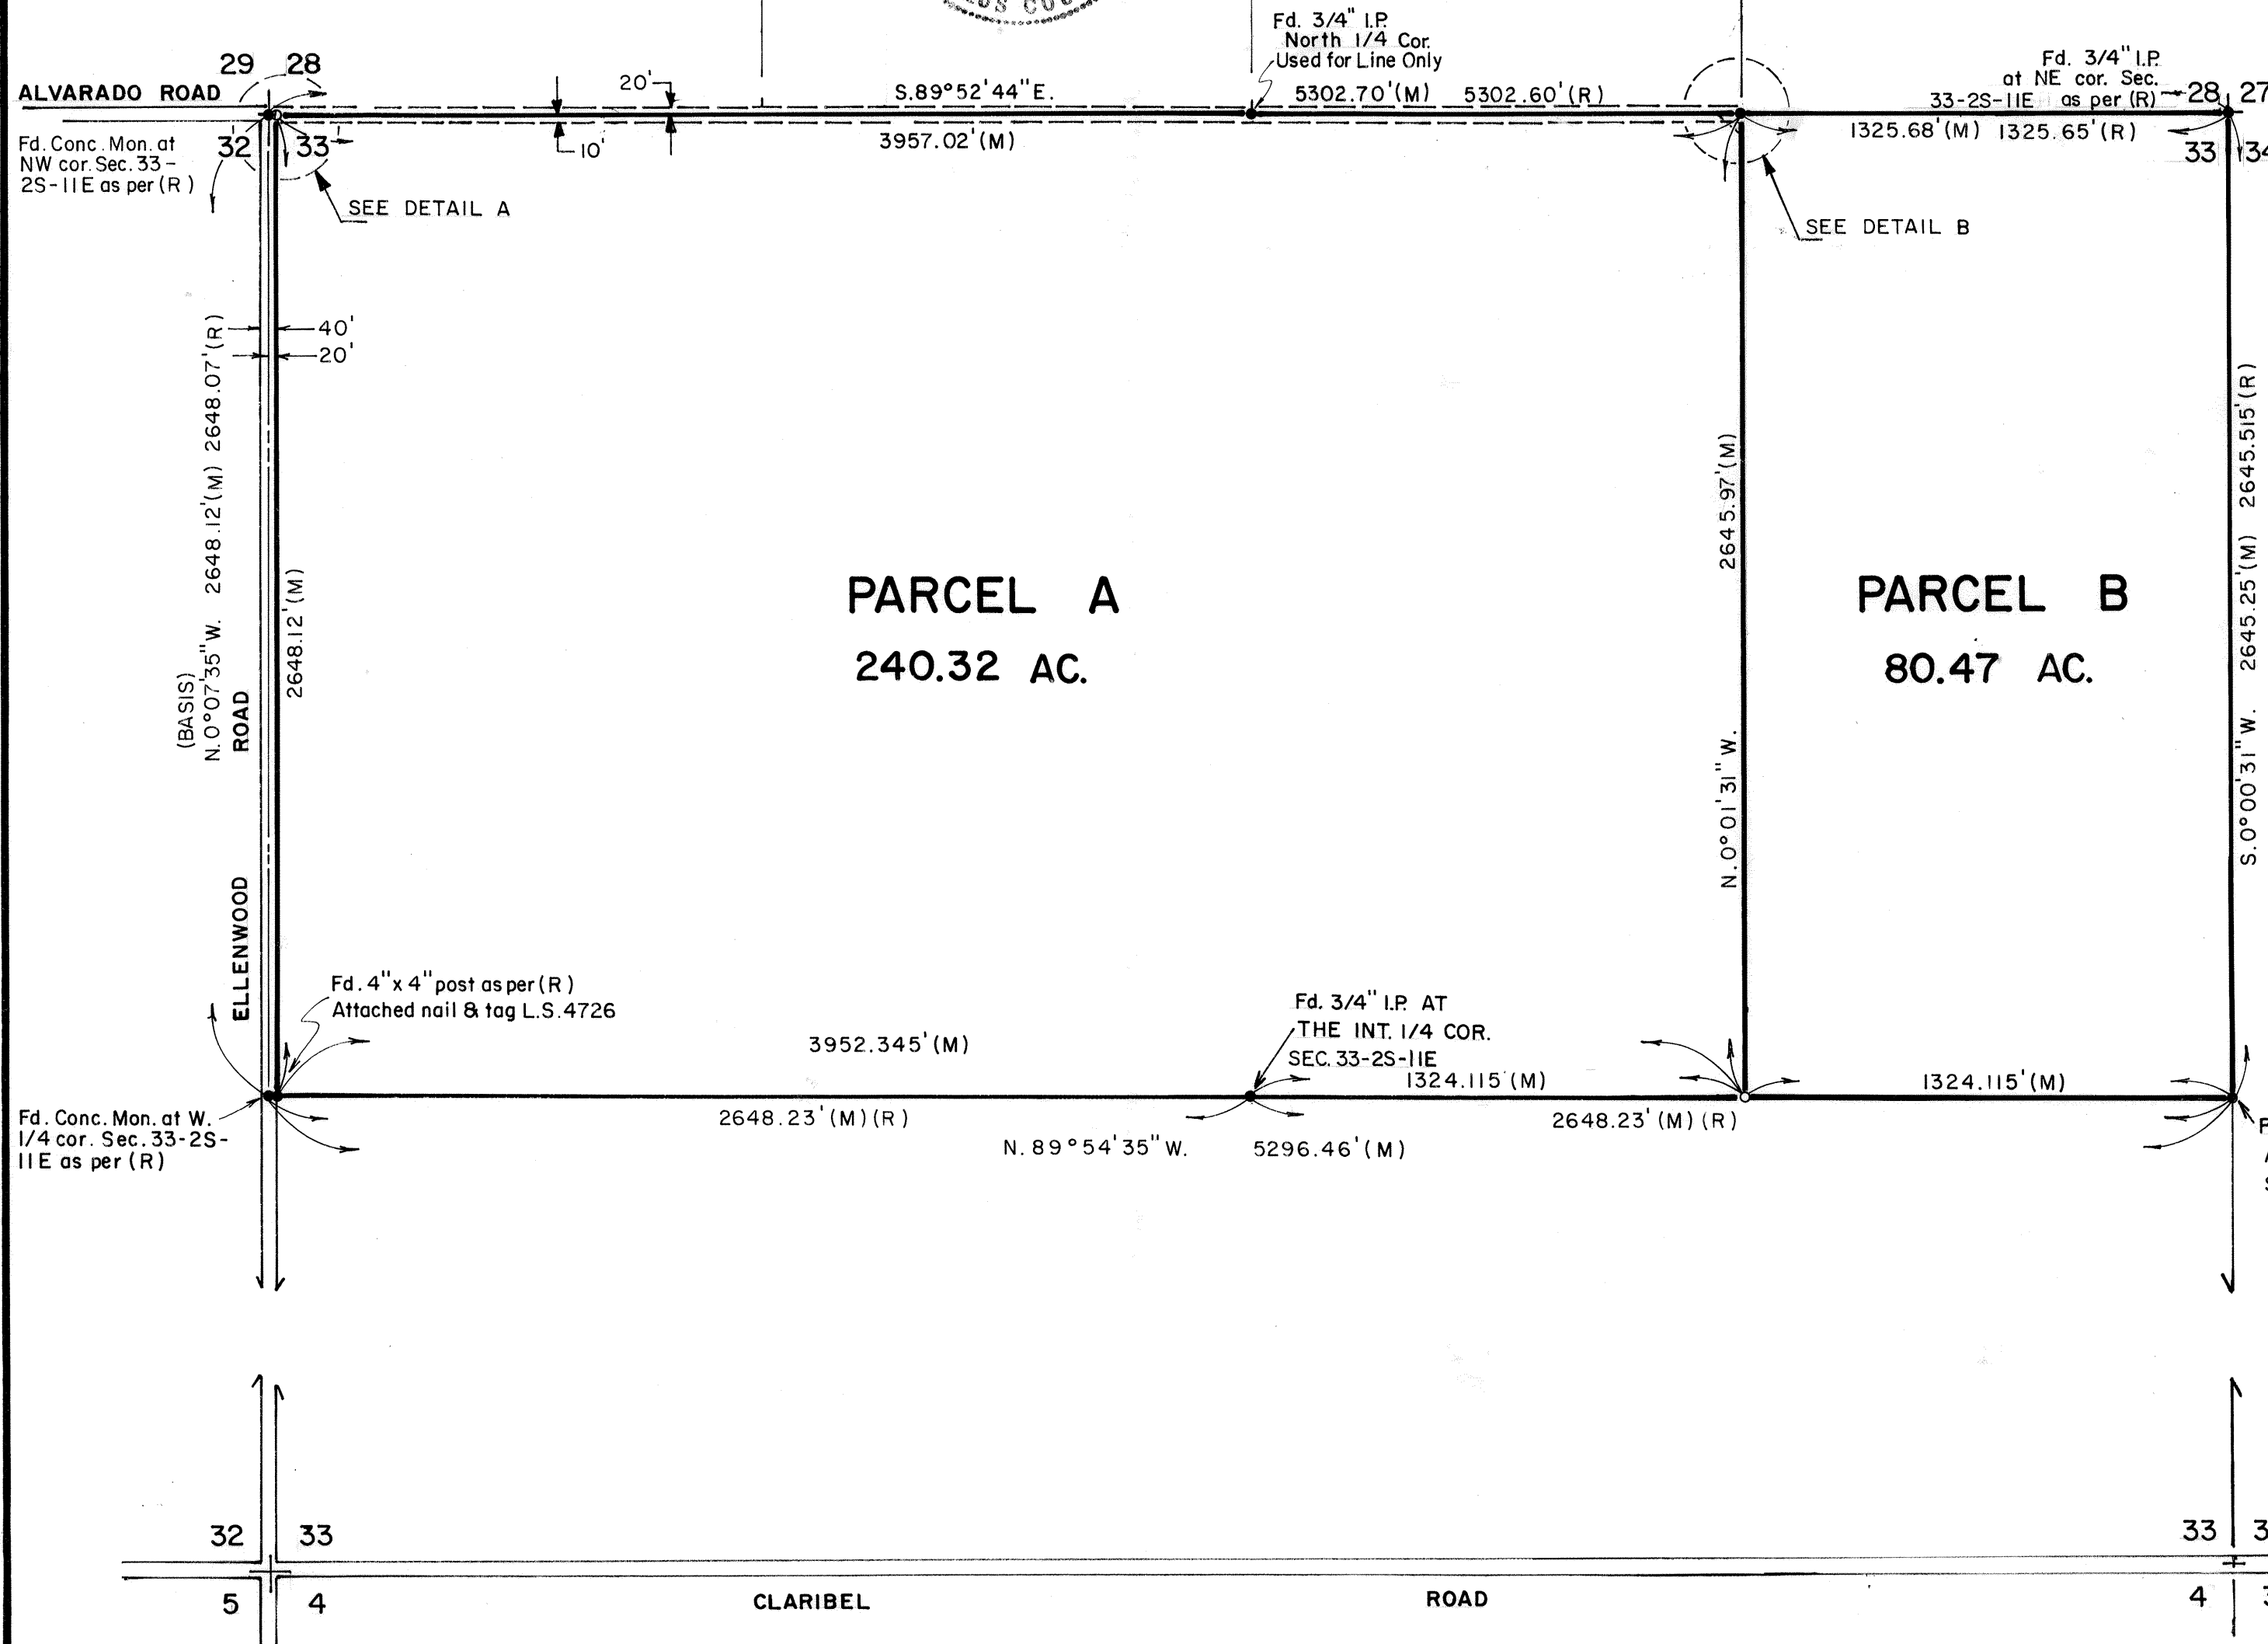 Fd. 3/4" I.P.
North 1/4 Cor.
Used for Line Only
29 28
ALVARADO ROAD
20'
S.89°52'44"E.
5302.70'(M) 5302.60'(R)
Fd. 3/4" I.P.
at NE cor. Sec.
33-2S-11E as per (R)
28 27
32 33
10'
3957.02'(M)
1325.68'(M) 1325.65'(R)
33 34
Fd. Conc. Mon. at
NW cor. Sec. 33-
2S-11E as per (R)
SEE DETAIL A
SEE DETAIL B
40'
20'
(BASIS)
N.0°07'35"W. 2648.12'(M) 2648.07'(R)
ELLENWOOD ROAD
2648.12'(M)
PARCEL A
240.32 AC.
N.0°01'31"W. 2645.97'(M)
PARCEL B
80.47 AC.
S.0°00'31"W. 2645.25'(M) 2645.515'(R)
Fd. 4"x 4" post as per (R)
Attached nail & tag L.S. 4726
3952.345'(M)
Fd. 3/4" I.P. AT
THE INT. 1/4 COR.
SEC. 33-2S-11E
1324.115'(M)
1324.115'(M)
Fd. Conc. Mon. at W.
1/4 cor. Sec. 33-2S-
11E as per (R)
2648.23'(M)(R)
2648.23'(M)(R)
N.89°54'35"W. 5296.46'(M)
32 33
33
5 4
CLARIBEL ROAD
4